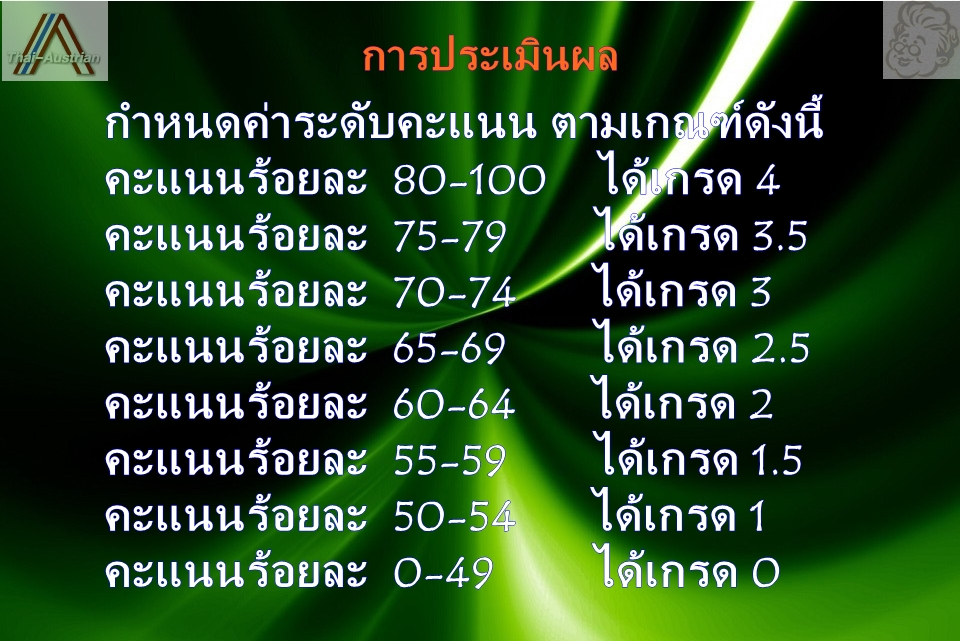 Thai-Austrian
การประเมินผล
กำหนดค่าระดับคะแนน ตามเกณฑ์ดังนี้
คะแนนร้อยละ 80-100 ได้เกรด 4
คะแนนร้อยละ 75-79 ได้เกรด 3.5
คะแนนร้อยละ 70-74 ได้เกรด 3
คะแนนร้อยละ 65-69 ได้เกรด 2.5
คะแนนร้อยละ 60-64 ได้เกรด 2
คะแนนร้อยละ 55-59 ได้เกรด 1.5
คะแนนร้อยละ 50-54 ได้เกรด 1
คะแนนร้อยละ 0-49 ได้เกรด 0